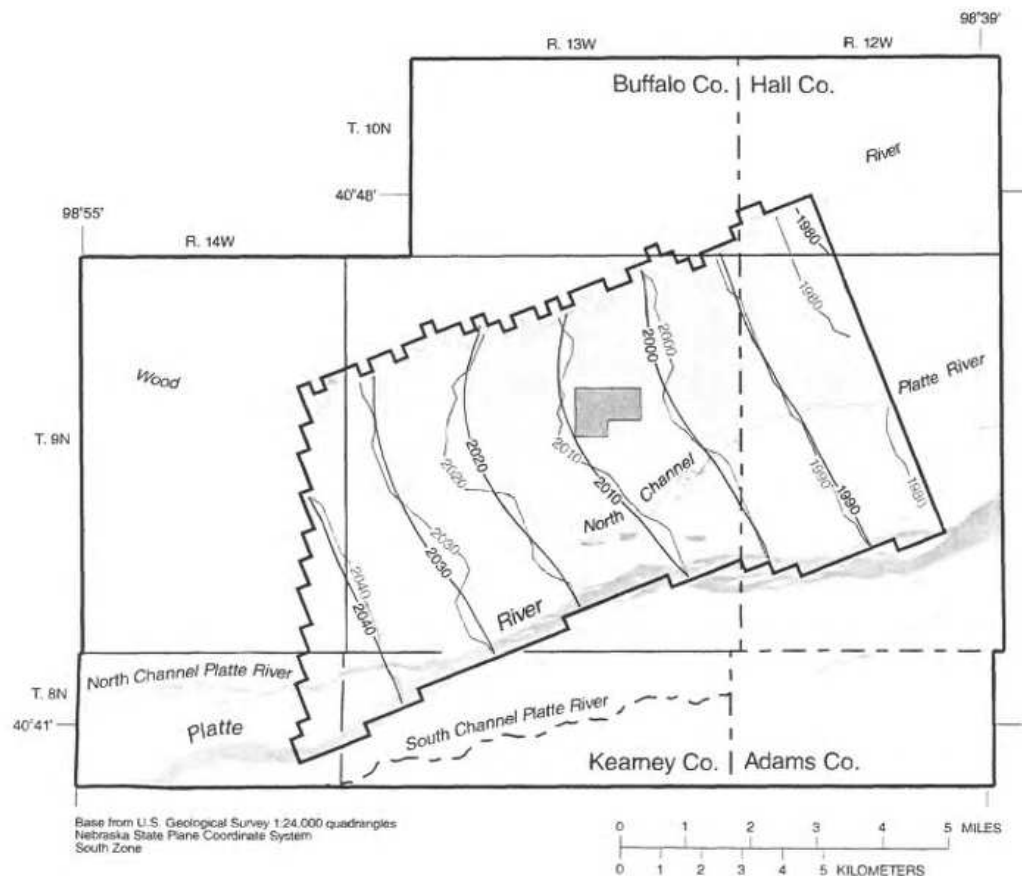 98°39'
R. 13W
R. 12W
Buffalo Co.
Hall Co.
T. 10N
River
40°48'
98°55'
R. 14W
1980
1980
2000
2000
1990
Wood
Platte River
T. 9N
2020
2020
2010
2010
Channel
North
1990
1990
1980
2030
2030
2040
2040
River
North Channel Platte River
T. 8N
40°41'
Platte
South Channel Platte River
Kearney Co.
Adams Co.
Base from U.S. Geological Survey 1:24,000 quadrangles
Nebraska State Plane Coordinate System
South Zone
0 1 2 3 4 5 MILES
0 1 2 3 4 5 KILOMETERS